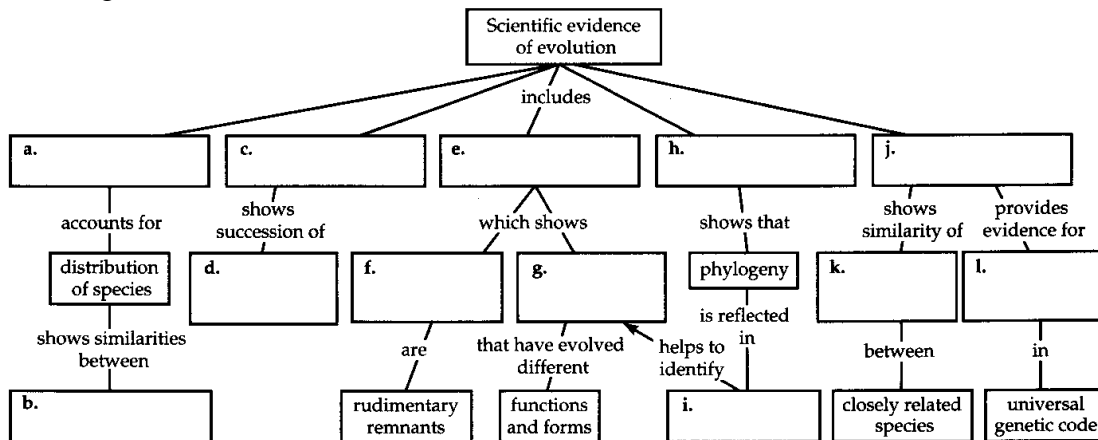 Scientific evidence
of evolution
includes
a.
c.
e.
h.
j.
accounts for
shows
succession of
which shows
shows that
shows
similarity of
provides
evidence for
distribution
of species
d.
f.
g.
phylogeny
k.
l.
shows similarities
between
are
that have evolved
different
helps to
identify
is reflected
in
between
in
b.
rudimentary
remnants
functions
and forms
i.
closely related
species
universal
genetic code